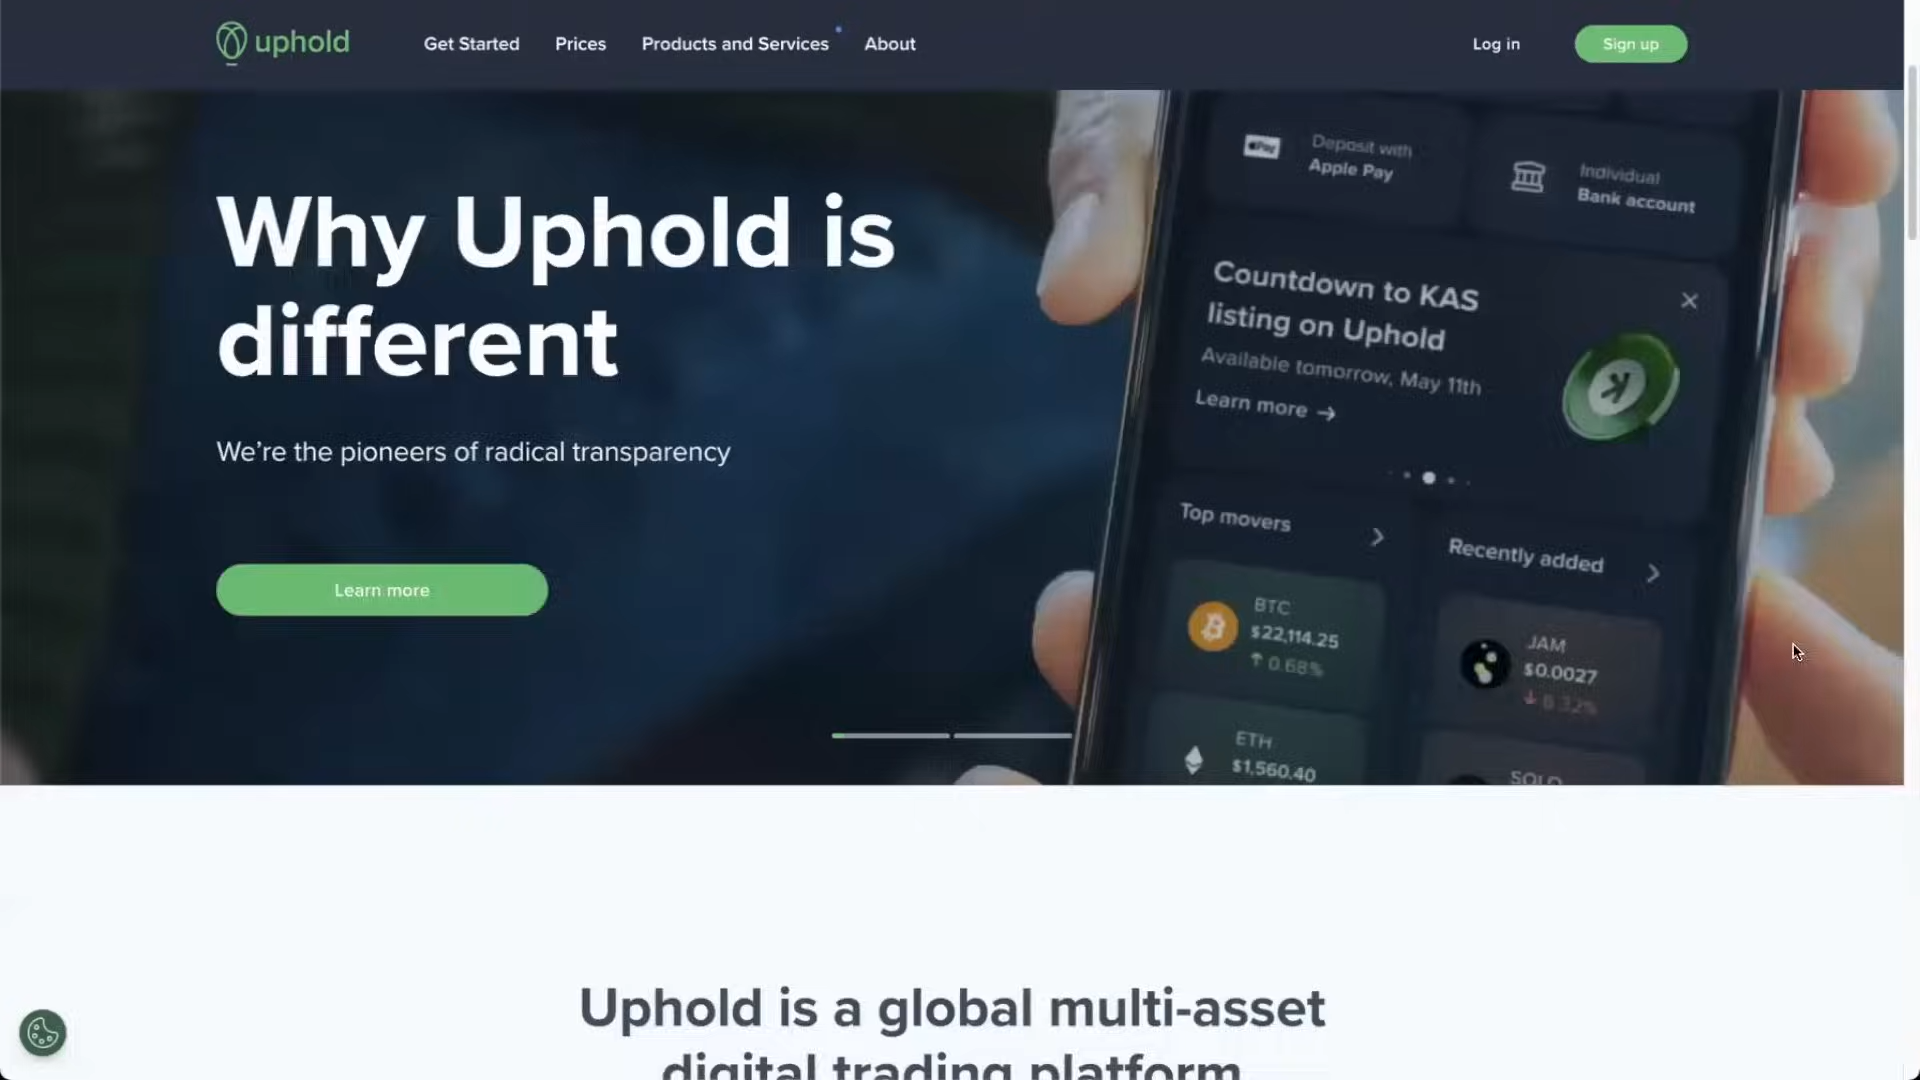 uphold
Get Started
Prices
Products and Services
About
Log in
Sign up
Why Uphold is
different
We're the pioneers of radical transparency
Learn more
Deposit with
Apple Pay
Individual
Bank account
Countdown to KAS
listing on Uphold
Available tomorrow, May 11th
Learn more →
Top movers
Recently added
BTC
$22,114.25
↑ 0.68%
JAM
$0.0027
↓ 6.32%
ETH
$1,560.40
SOLO
Uphold is a global multi-asset
digital trading platform